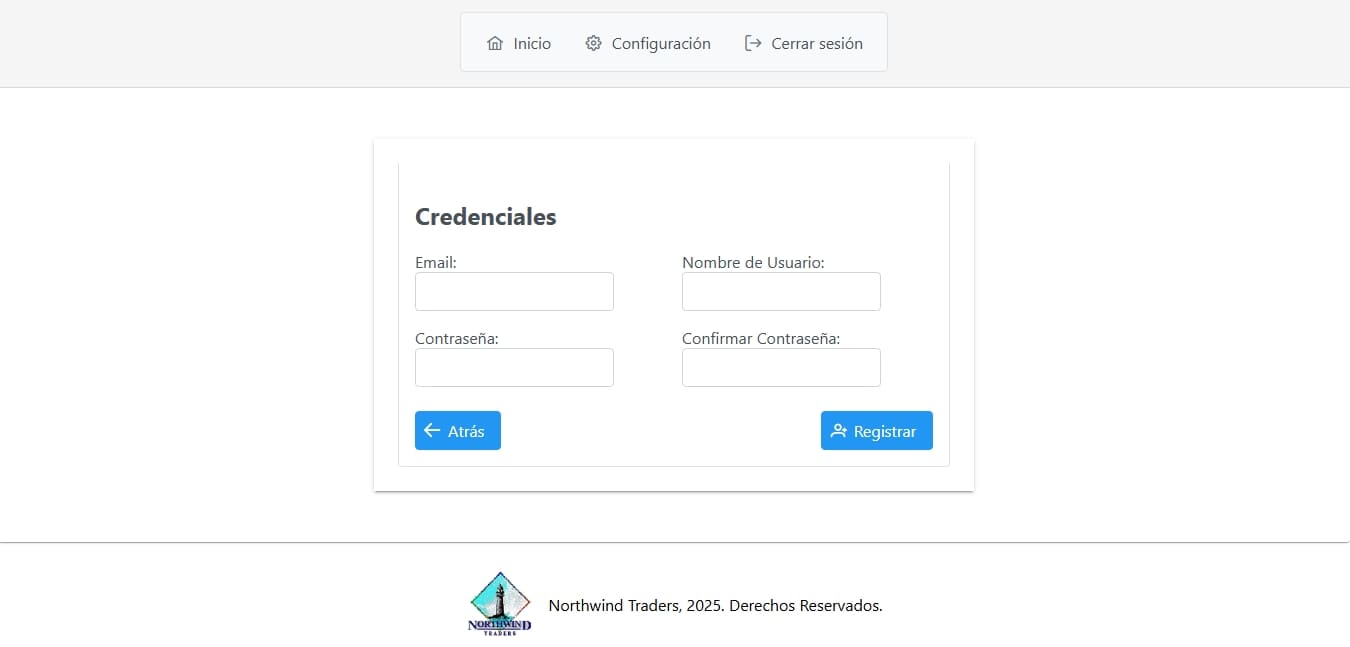 Inicio Configuración Cerrar sesión
Credenciales
Email: Nombre de Usuario:
Contraseña: Confirmar Contraseña:
Atrás Registrar
NORTHWIND
TRADERS
Northwind Traders, 2025. Derechos Reservados.